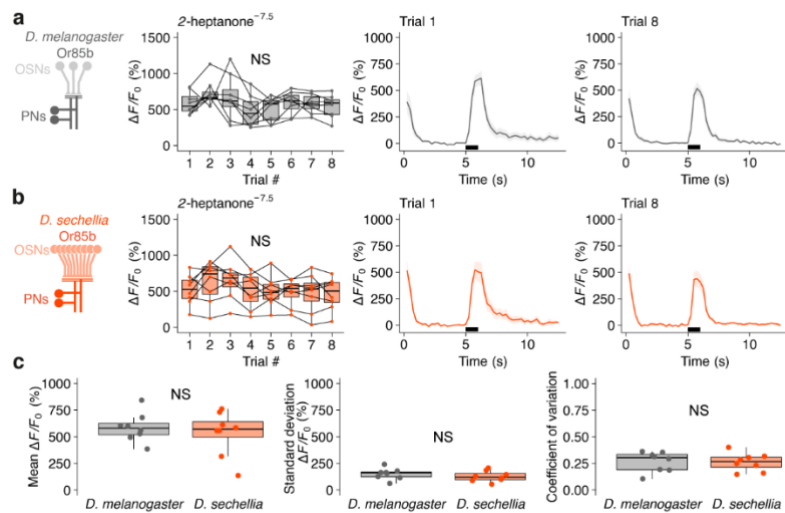 a
D. melanogaster
Or85b
OSNs
PNs
2-heptanone⁻⁷·⁵
NS
ΔF/F₀ (%)
1500
1000
500
0
1 2 3 4 5 6 7 8
Trial #
Trial 1
ΔF/F₀ (%)
1000
750
500
250
0
0 5 10
Time (s)
Trial 8
ΔF/F₀ (%)
1000
750
500
250
0
0 5 10
Time (s)
b
D. sechellia
Or85b
OSNs
PNs
2-heptanone⁻⁷·⁵
NS
ΔF/F₀ (%)
1500
1000
500
0
1 2 3 4 5 6 7 8
Trial #
Trial 1
ΔF/F₀ (%)
1000
750
500
250
0
0 5 10
Time (s)
Trial 8
ΔF/F₀ (%)
1000
750
500
250
0
0 5 10
Time (s)
c
Mean ΔF/F₀ (%)
1000
750
500
250
0
NS
D. melanogaster D. sechellia
Standard deviation
ΔF/F₀ (%)
1000
750
500
250
0
NS
D. melanogaster D. sechellia
Coefficient of variation
1.00
0.75
0.50
0.25
0.00
NS
D. melanogaster D. sechellia